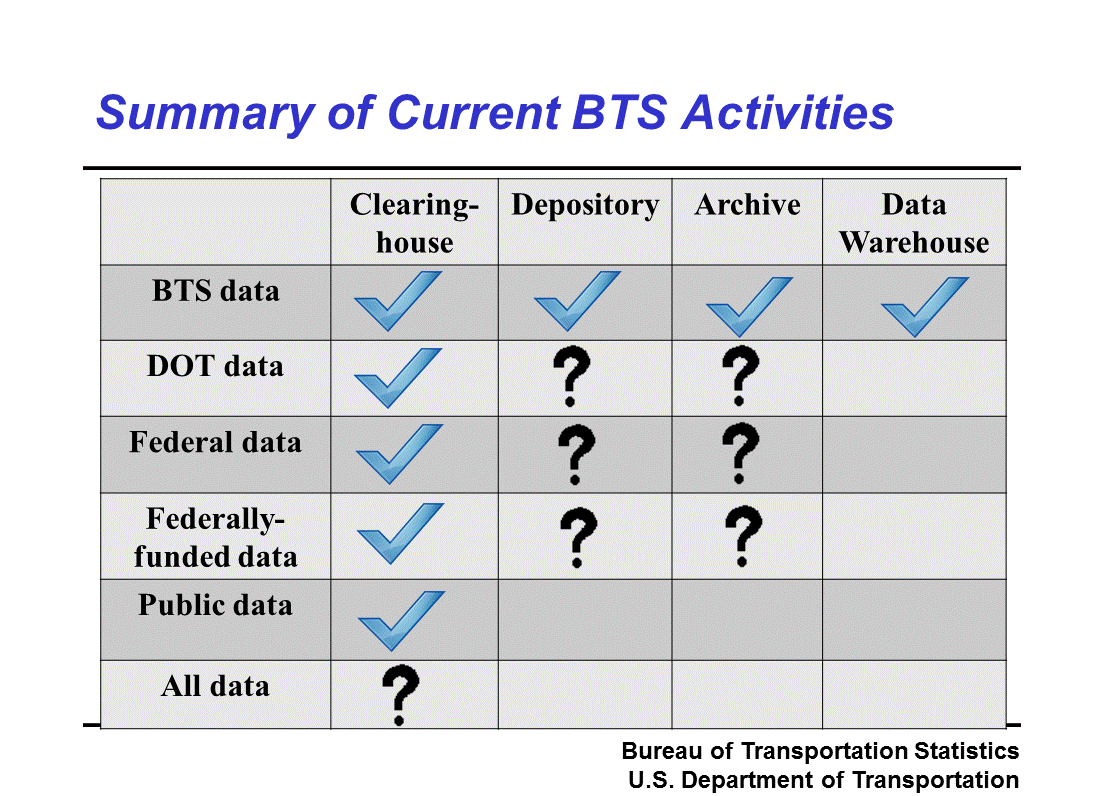 Summary of Current BTS Activities
Clearing-
house
Depository
Archive
Data
Warehouse
BTS data
DOT data
?
?
Federal data
?
?
Federally-
funded data
?
?
Public data
All data
?
Bureau of Transportation Statistics
U.S. Department of Transportation